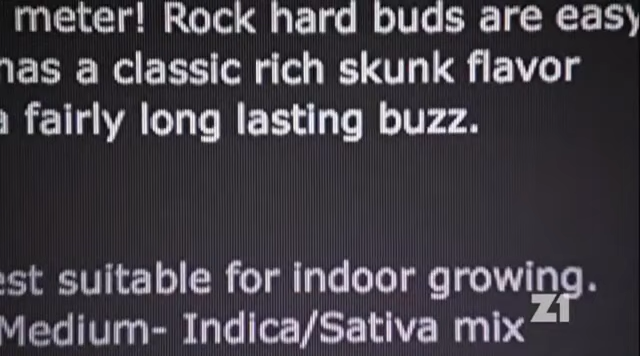 meter! Rock hard buds are easy
has a classic rich skunk flavor
a fairly long lasting buzz.
est suitable for indoor growing.
Medium- Indica/Sativa mix
Z1